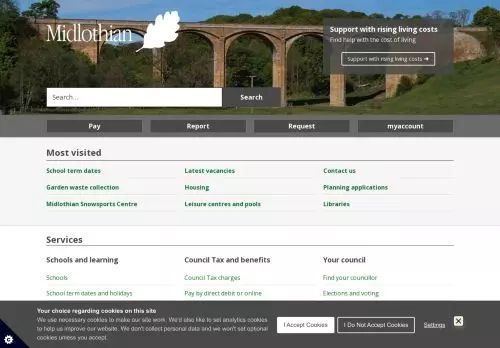 Midlothian
Support with rising living costs
Find help with the cost of living
Support with rising living costs ➔
Search...
Search
Pay
Report
Request
myaccount
Most visited
School term dates
Latest vacancies
Contact us
Garden waste collection
Housing
Planning applications
Midlothian Snowsports Centre
Leisure centres and pools
Libraries
Services
Schools and learning
Council Tax and benefits
Your council
Schools
Council Tax charges
Find your councillor
School term dates and holidays
Pay by direct debit or online
Elections and voting
Your choice regarding cookies on this site
We use necessary cookies to make our site work. We'd also like to set analytics cookies
to help us improve our website. We don't collect personal data and we won't set
optional cookies unless you accept.
I Accept Cookies
I Do Not Accept Cookies
Settings